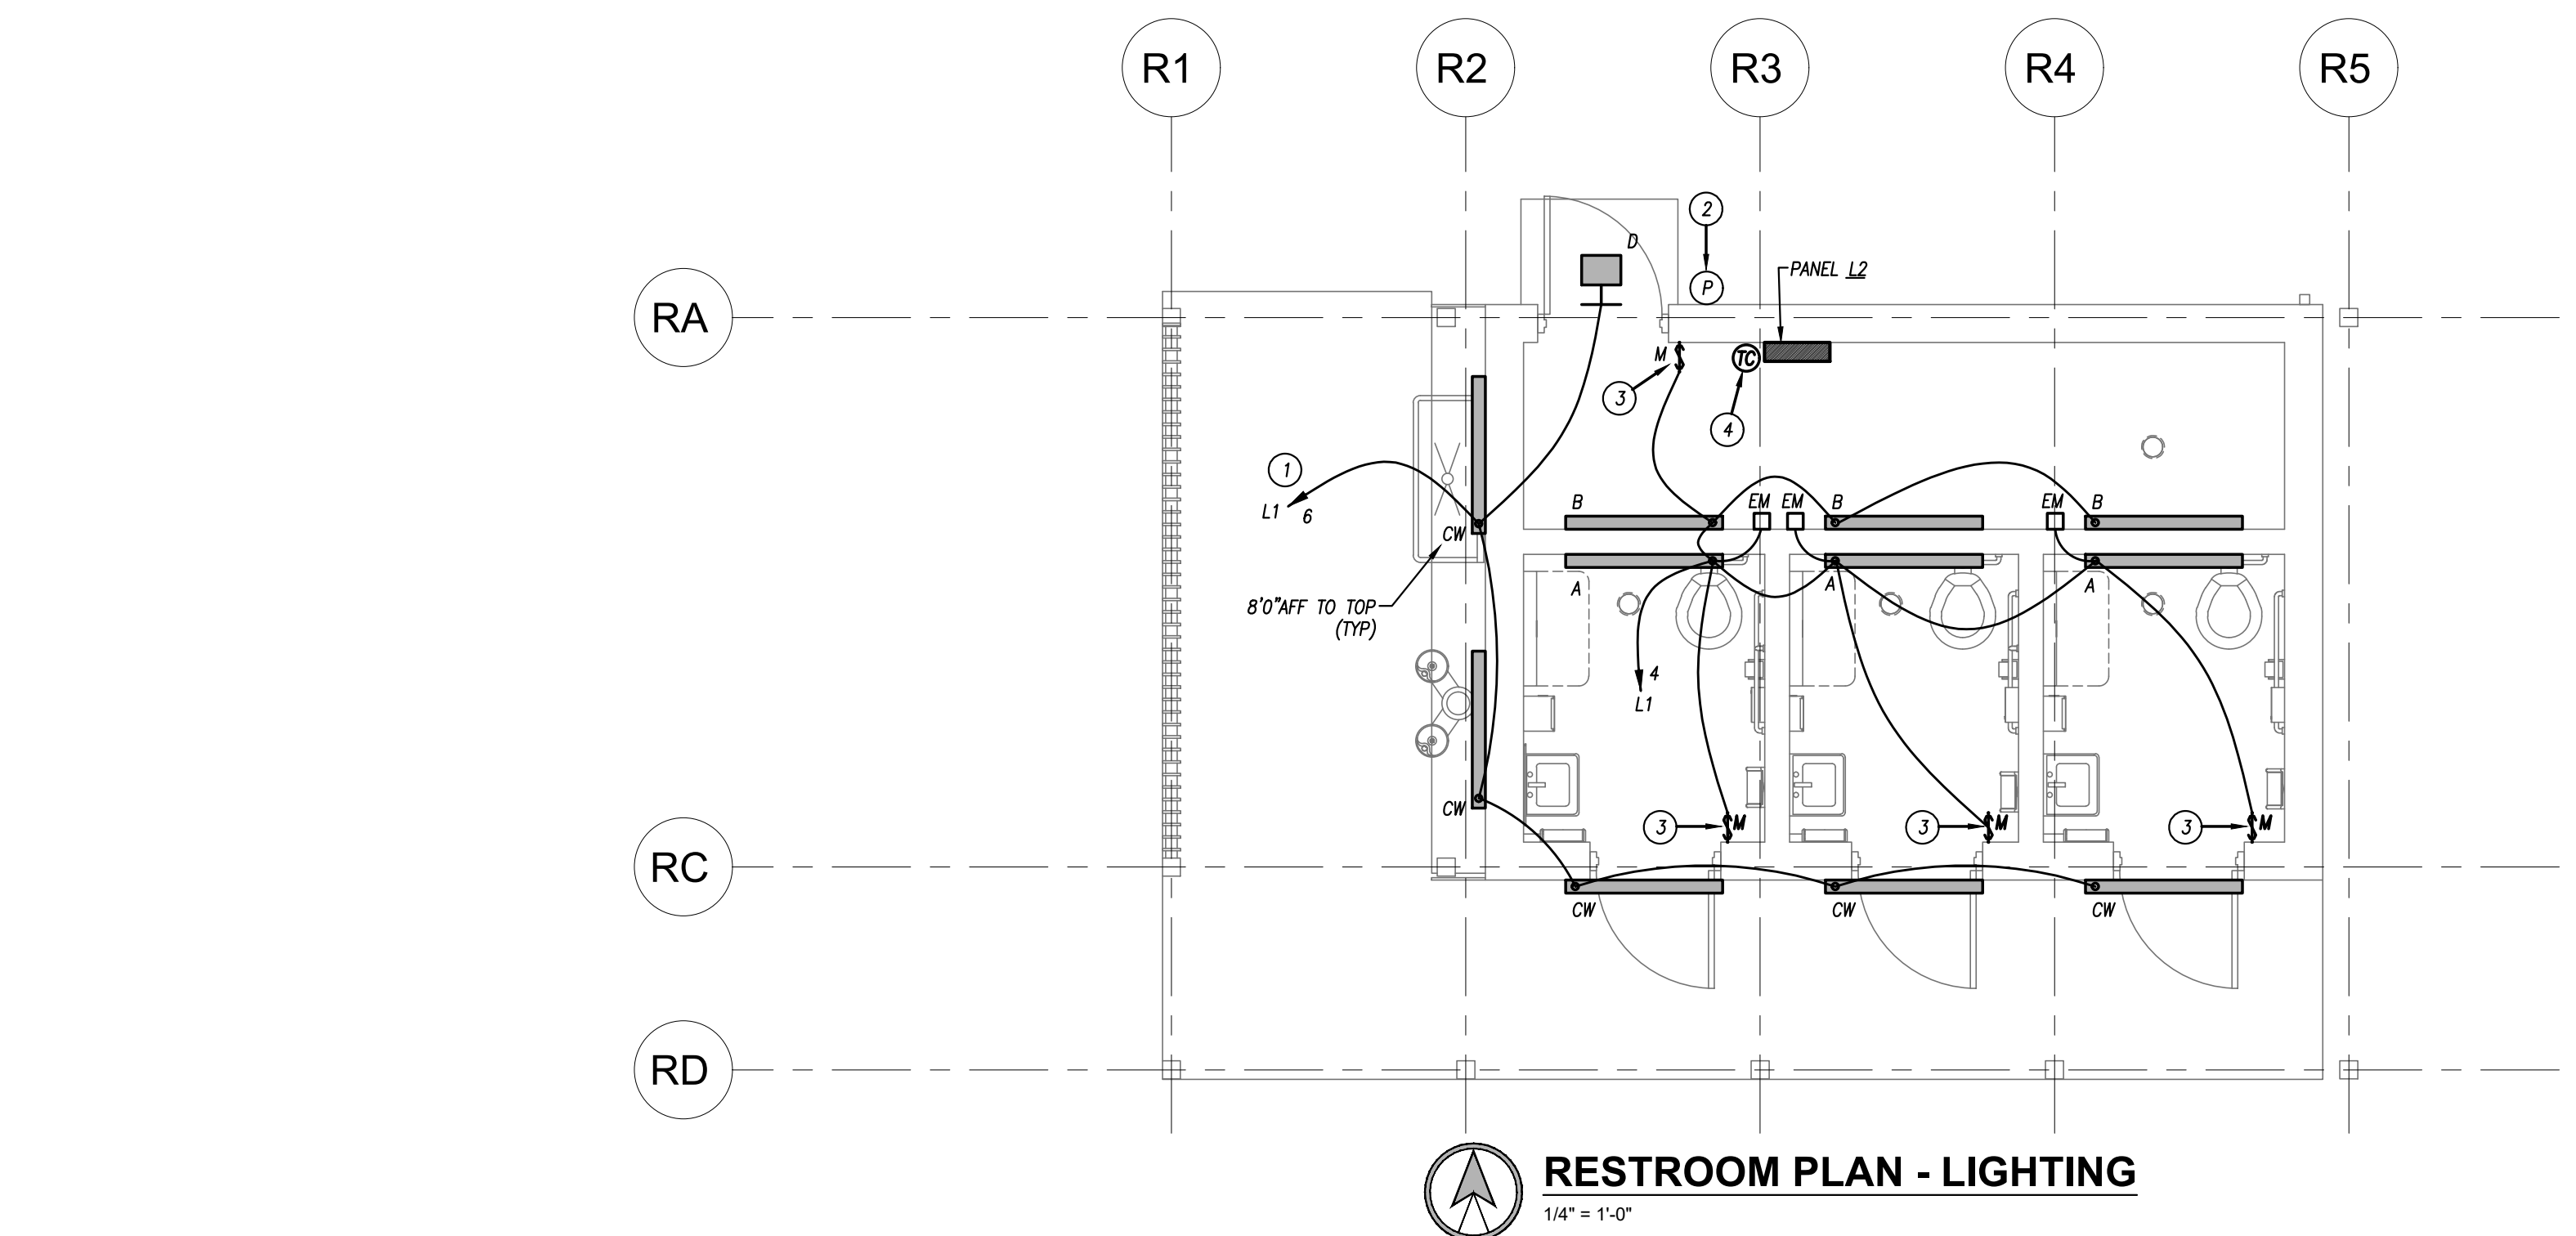 R1
R2
R3
R4
R5
2
D
P
PANEL L2
RA
M
TC
3
4
1
L1 6
B
EM
EM
B
EM
B
CW
A
A
A
8'0"AFF TO TOP
(TYP)
4
L1
CW
3
M
3
M
3
M
RC
CW
CW
CW
RD
RESTROOM PLAN - LIGHTING
1/4" = 1'-0"